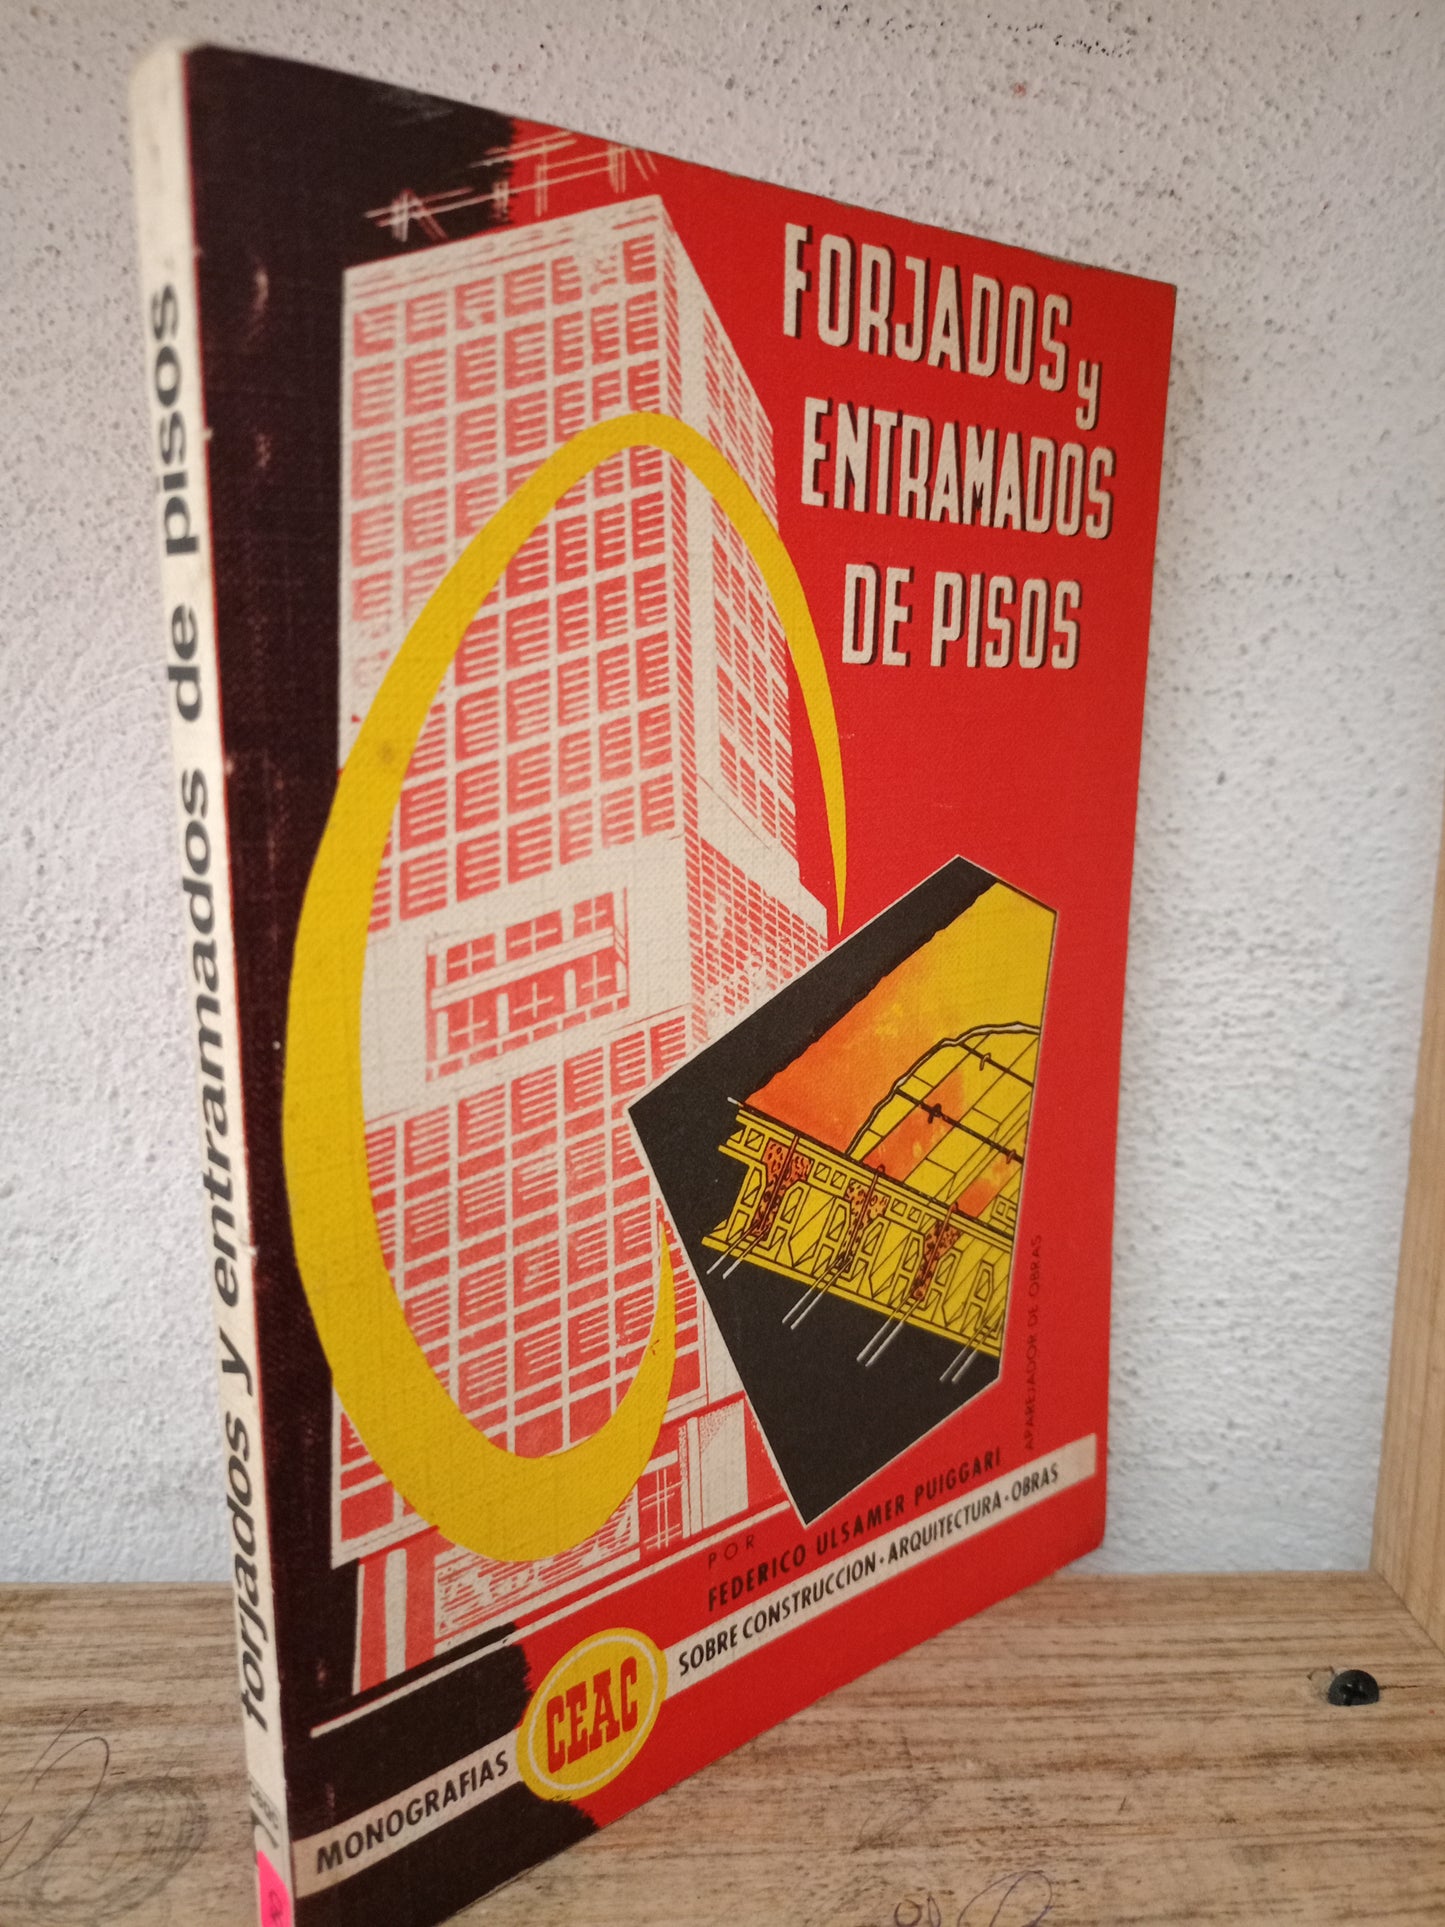 FORJADOS y
ENTRAMADOS
DE PISOS
APAREJADOR DE OBRAS
POR
FEDERICO ULSAMER PUIGGARI
MONOGRAFIAS CEAC SOBRE CONSTRUCCION · ARQUITECTURA · OBRAS
forjados y entramados de pisos
ceac